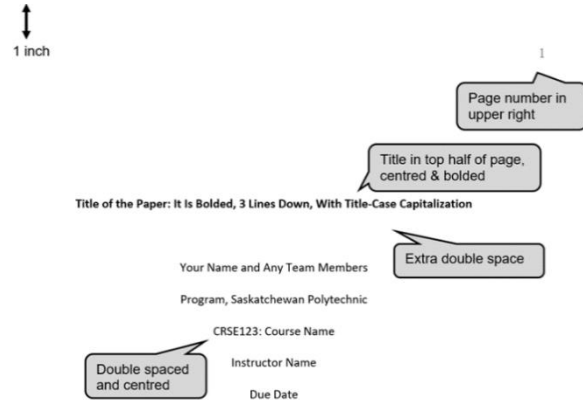 1 inch
1
Page number in
upper right
Title in top half of page,
centred & bolded
Title of the Paper: It Is Bolded, 3 Lines Down, With Title-Case Capitalization
Extra double space
Your Name and Any Team Members
Program, Saskatchewan Polytechnic
CRSE123: Course Name
Double spaced
and centred
Instructor Name
Due Date